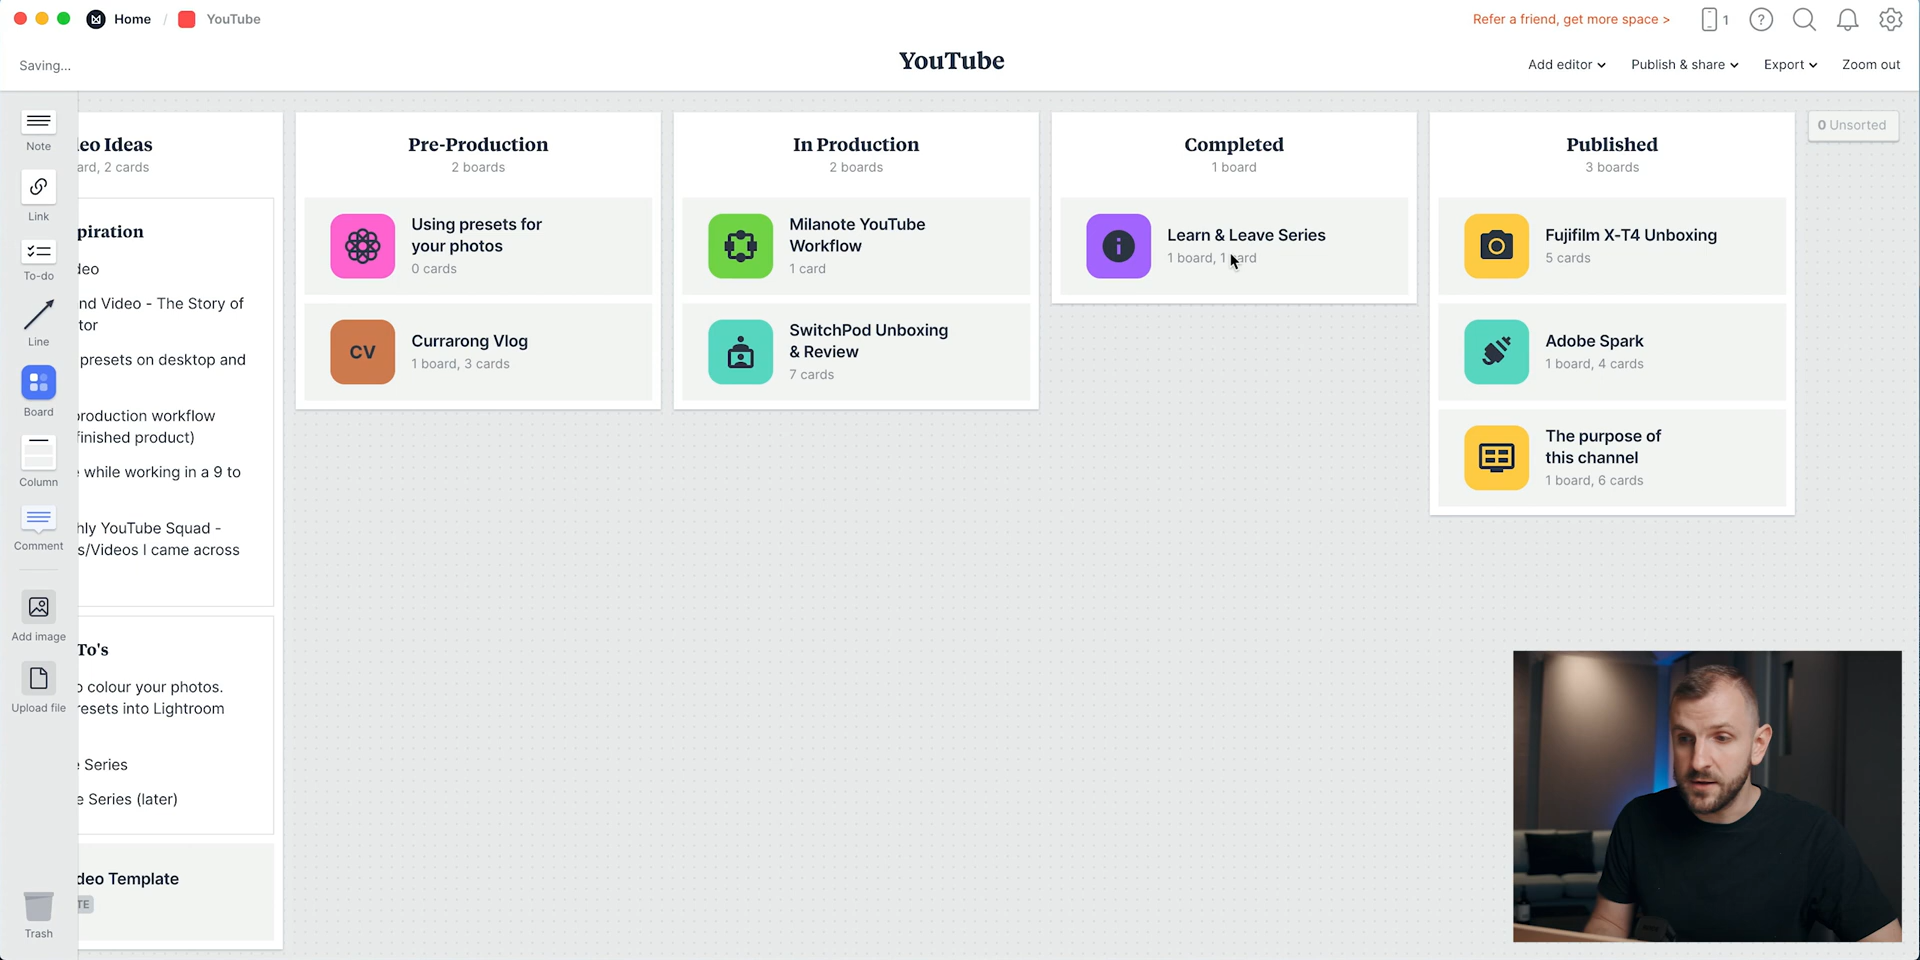 Home / YouTube
Refer a friend, get more space >
1
Saving...
YouTube
Add editor
Publish & share
Export
Zoom out
Note
Link
To-do
Line
Board
Column
Comment
Add image
Upload file
Trash
eo Ideas
ard, 2 cards
piration
deo
nd Video - The Story of
tor
presets on desktop and
production workflow
finished product)
while working in a 9 to
hly YouTube Squad -
s/Videos I came across
To's
o colour your photos.
resets into Lightroom
e Series
e Series (later)
deo Template
TE
Pre-Production
2 boards
Using presets for
your photos
0 cards
CV
Currarong Vlog
1 board, 3 cards
In Production
2 boards
Milanote YouTube
Workflow
1 card
SwitchPod Unboxing
& Review
7 cards
Completed
1 board
Learn & Leave Series
1 board, 1 card
Published
3 boards
Fujifilm X-T4 Unboxing
5 cards
Adobe Spark
1 board, 4 cards
The purpose of
this channel
1 board, 6 cards
0 Unsorted